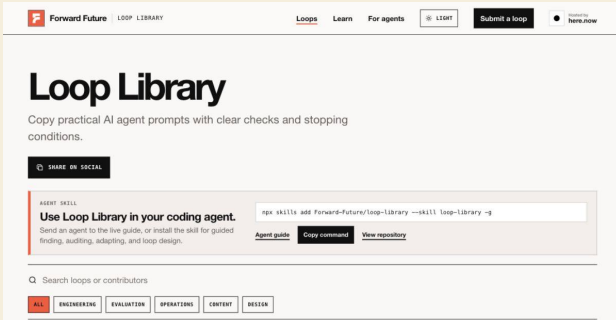 Forward Future LOOP LIBRARY
Loops Learn For agents LIGHT Submit a loop Hosted by here.now
Loop Library
Copy practical AI agent prompts with clear checks and stopping
conditions.
SHARE ON SOCIAL
AGENT SKILL
Use Loop Library in your coding agent.
Send an agent to the live guide, or install the skill for guided
finding, auditing, adapting, and loop design.
npx skills add Forward-Future/loop-library --skill loop-library -g
Agent guide Copy command View repository
Search loops or contributors
ALL ENGINEERING EVALUATION OPERATIONS CONTENT DESIGN